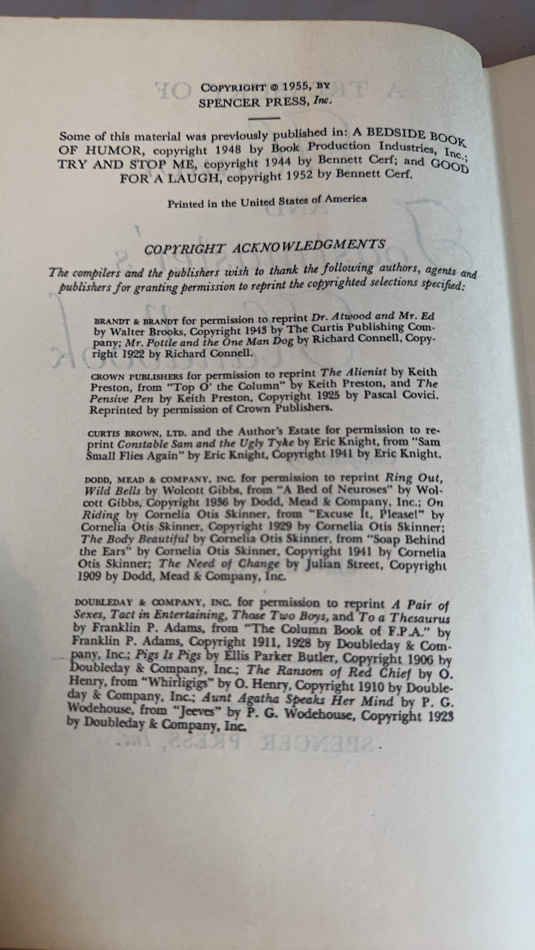 COPYRIGHT © 1955, BY
SPENCER PRESS, Inc.
Some of this material was previously published in: A BEDSIDE BOOK
OF HUMOR, copyright 1948 by Book Production Industries, Inc.;
TRY AND STOP ME, copyright 1944 by Bennett Cerf; and GOOD
FOR A LAUGH, copyright 1952 by Bennett Cerf.
Printed in the United States of America
COPYRIGHT ACKNOWLEDGMENTS
The compilers and the publishers wish to thank the following authors, agents and
publishers for granting permission to reprint the copyrighted selections specified:
BRANDT & BRANDT for permission to reprint Dr. Atwood and Mr. Ed
by Walter Brooks, Copyright 1943 by The Curtis Publishing Com-
pany; Mr. Pottle and the One Man Dog by Richard Connell, Copy-
right 1922 by Richard Connell.
CROWN PUBLISHERS for permission to reprint The Alienist by Keith
Preston, from "Top O' the Column" by Keith Preston, and The
Pensive Pen by Keith Preston, Copyright 1925 by Pascal Covici.
Reprinted by permission of Crown Publishers.
CURTIS BROWN, LTD. and the Author's Estate for permission to re-
print Constable Sam and the Ugly Tyke by Eric Knight, from "Sam
Small Flies Again" by Eric Knight, Copyright 1941 by Eric Knight.
DODD, MEAD & COMPANY, INC. for permission to reprint Ring Out,
Wild Bells by Wolcott Gibbs, from "A Bed of Neuroses" by Wol-
cott Gibbs, Copyright 1936 by Dodd, Mead & Company, Inc.; On
Riding by Cornelia Otis Skinner, from "Excuse It, Please!" by
Cornelia Otis Skinner, Copyright 1929 by Cornelia Otis Skinner;
The Body Beautiful by Cornelia Otis Skinner, from "Soap Behind
the Ears" by Cornelia Otis Skinner, Copyright 1941 by Cornelia
Otis Skinner; The Need of Change by Julian Street, Copyright
1909 by Dodd, Mead & Company, Inc.
DOUBLEDAY & COMPANY, INC. for permission to reprint A Pair of
Sexes, Tact in Entertaining, Those Two Boys, and To a Thesaurus
by Franklin P. Adams, from "The Column Book of F.P.A." by
Franklin P. Adams, Copyright 1911, 1928 by Doubleday & Com-
pany, Inc.; Pigs Is Pigs by Ellis Parker Butler, Copyright 1906 by
Doubleday & Company, Inc.; The Ransom of Red Chief by O.
Henry, from "Whirligigs" by O. Henry, Copyright 1910 by Double-
day & Company, Inc.; Aunt Agatha Speaks Her Mind by P. G.
Wodehouse, from "Jeeves" by P. G. Wodehouse, Copyright 1923
by Doubleday & Company, Inc.